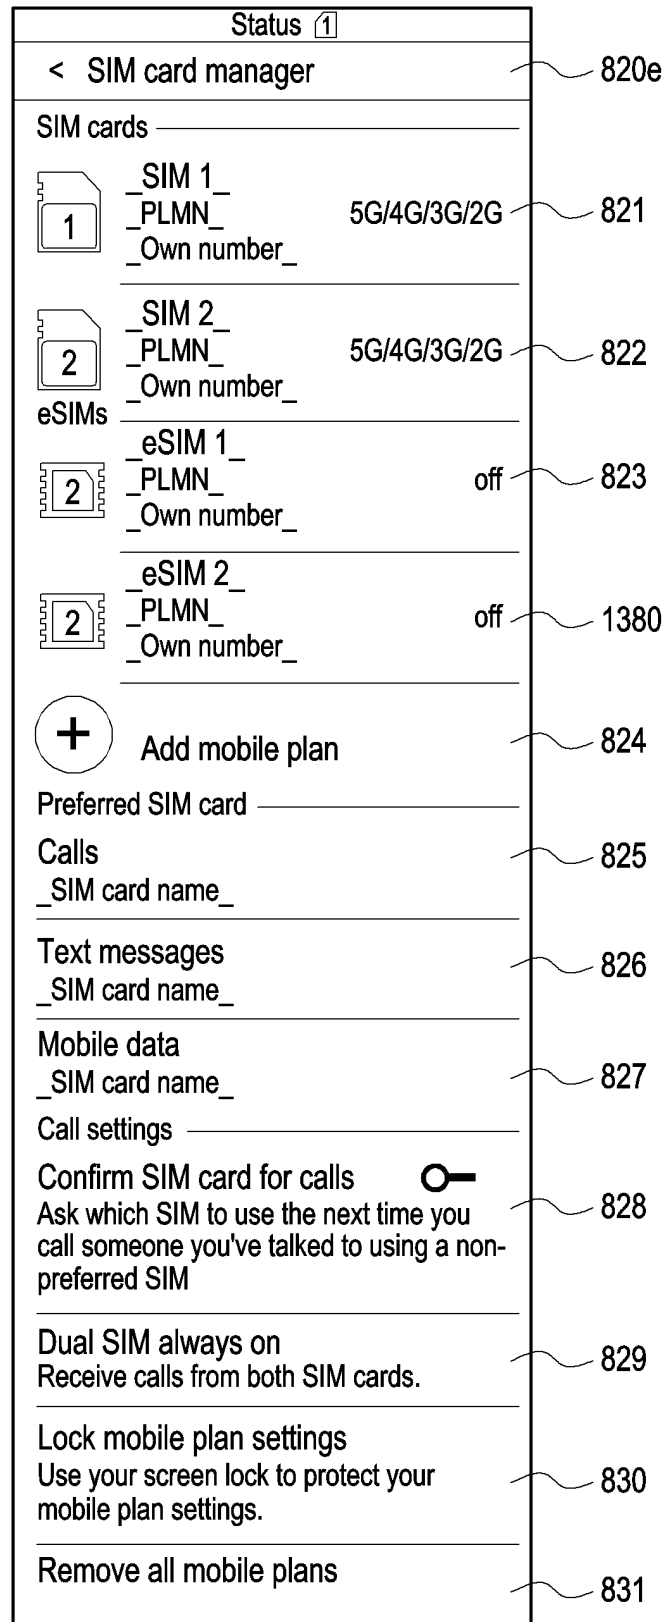 Status 1
< SIM card manager 820e
SIM cards
1
_SIM 1_
_PLMN_ 5G/4G/3G/2G 821
_Own number_
2
_SIM 2_
_PLMN_ 5G/4G/3G/2G 822
_Own number_
eSIMs
2
_eSIM 1_
_PLMN_ off 823
_Own number_
2
_eSIM 2_
_PLMN_ off 1380
_Own number_
+ Add mobile plan 824
Preferred SIM card
Calls 825
_SIM card name_
Text messages 826
_SIM card name_
Mobile data
_SIM card name_ 827
Call settings
Confirm SIM card for calls
Ask which SIM to use the next time you 828
call someone you've talked to using a non-
preferred SIM
Dual SIM always on 829
Receive calls from both SIM cards.
Lock mobile plan settings
Use your screen lock to protect your 830
mobile plan settings.
Remove all mobile plans
831